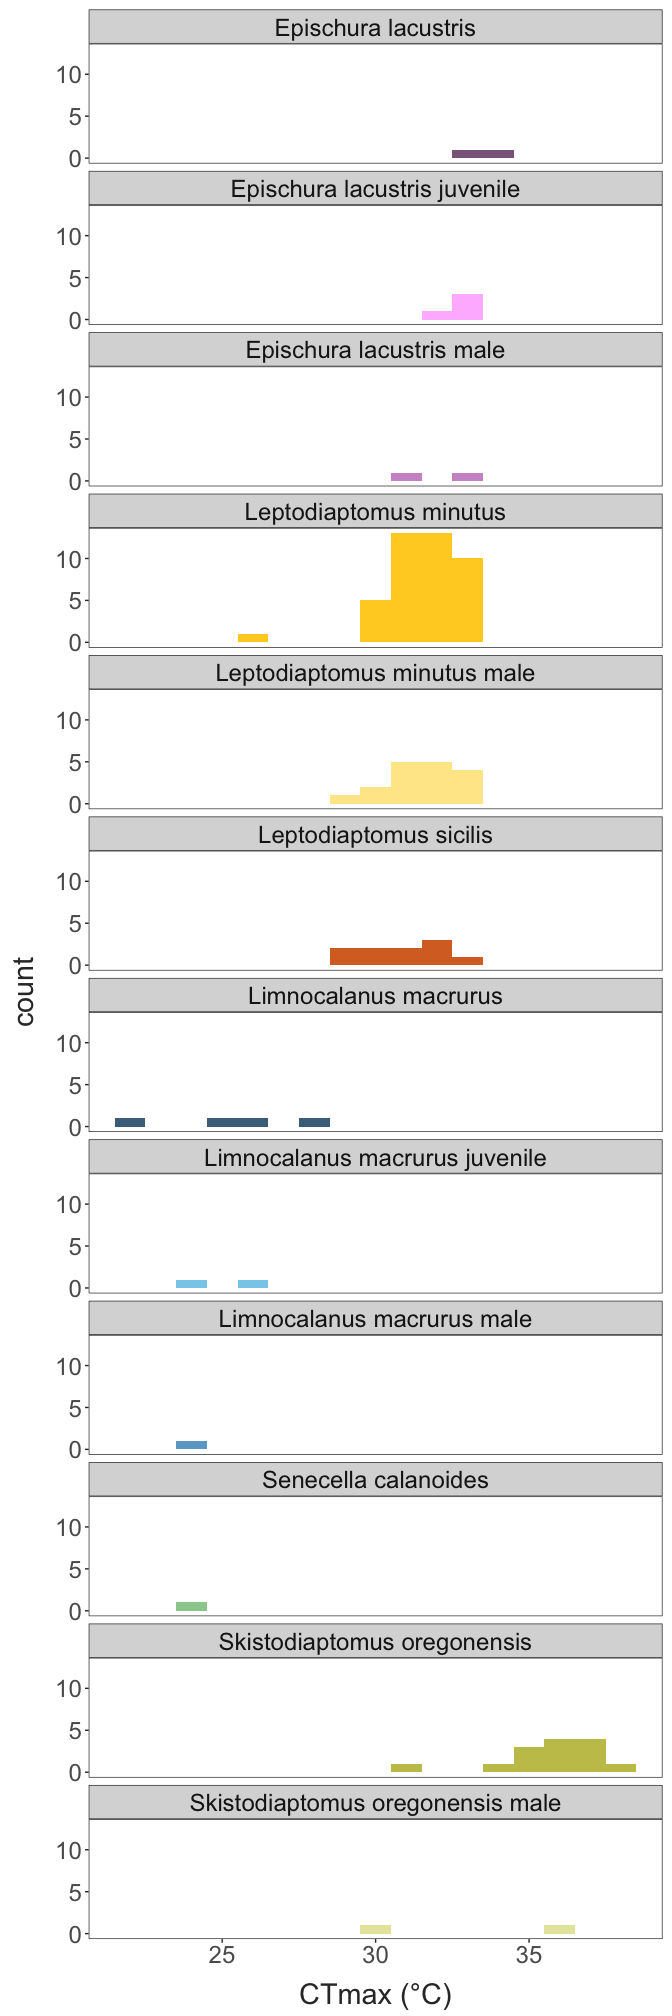 Epischura lacustris
10
5
0
Epischura lacustris juvenile
10
5
0
Epischura lacustris male
10
5
0
Leptodiaptomus minutus
10
5
0
Leptodiaptomus minutus male
10
5
0
Leptodiaptomus sicilis
10
5
0
count
Limnocalanus macrurus
10
5
0
Limnocalanus macrurus juvenile
10
5
0
Limnocalanus macrurus male
10
5
0
Senecella calanoides
10
5
0
Skistodiaptomus oregonensis
10
5
0
Skistodiaptomus oregonensis male
10
5
0
25 30 35
CTmax (°C)